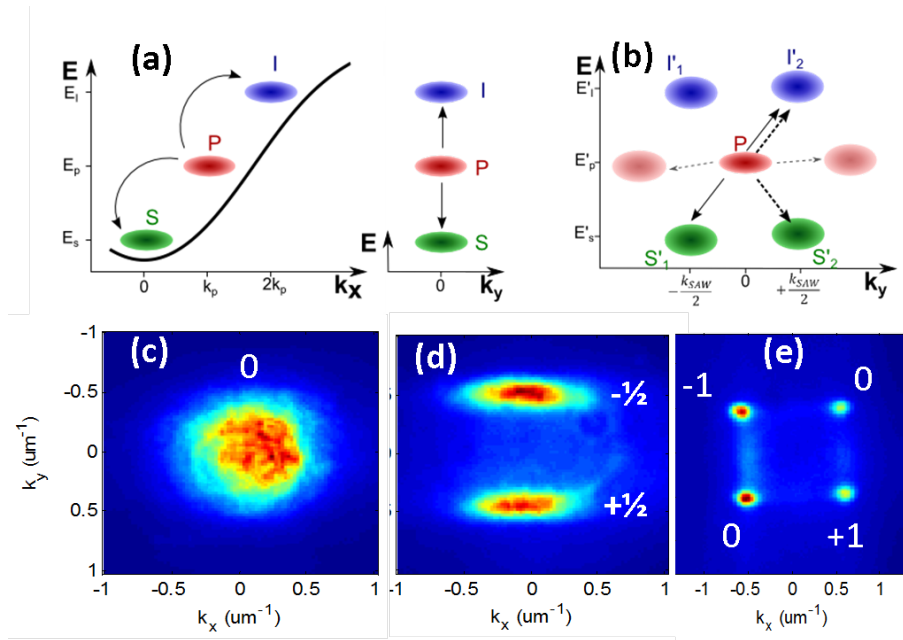 (a)
E
I
E_I
P
E_p
S
E_s
0
k_p
2k_p
k_x
I
P
E
S
0
k_y
(b)
E
I'_1
I'_2
E'_I
P
E'_p
E'_s
S'_1
S'_2
-k_SAW/2
0
+k_SAW/2
k_y
-1
-0.5
0
0.5
1
k_y (um⁻¹)
(c)
0
-1
-0.5
0
0.5
1
k_x (um⁻¹)
(d)
-½
+½
-1
-0.5
0
0.5
1
k_x (um⁻¹)
(e)
-1
0
0
+1
-1
-0.5
0
0.5
k_x (um⁻¹)